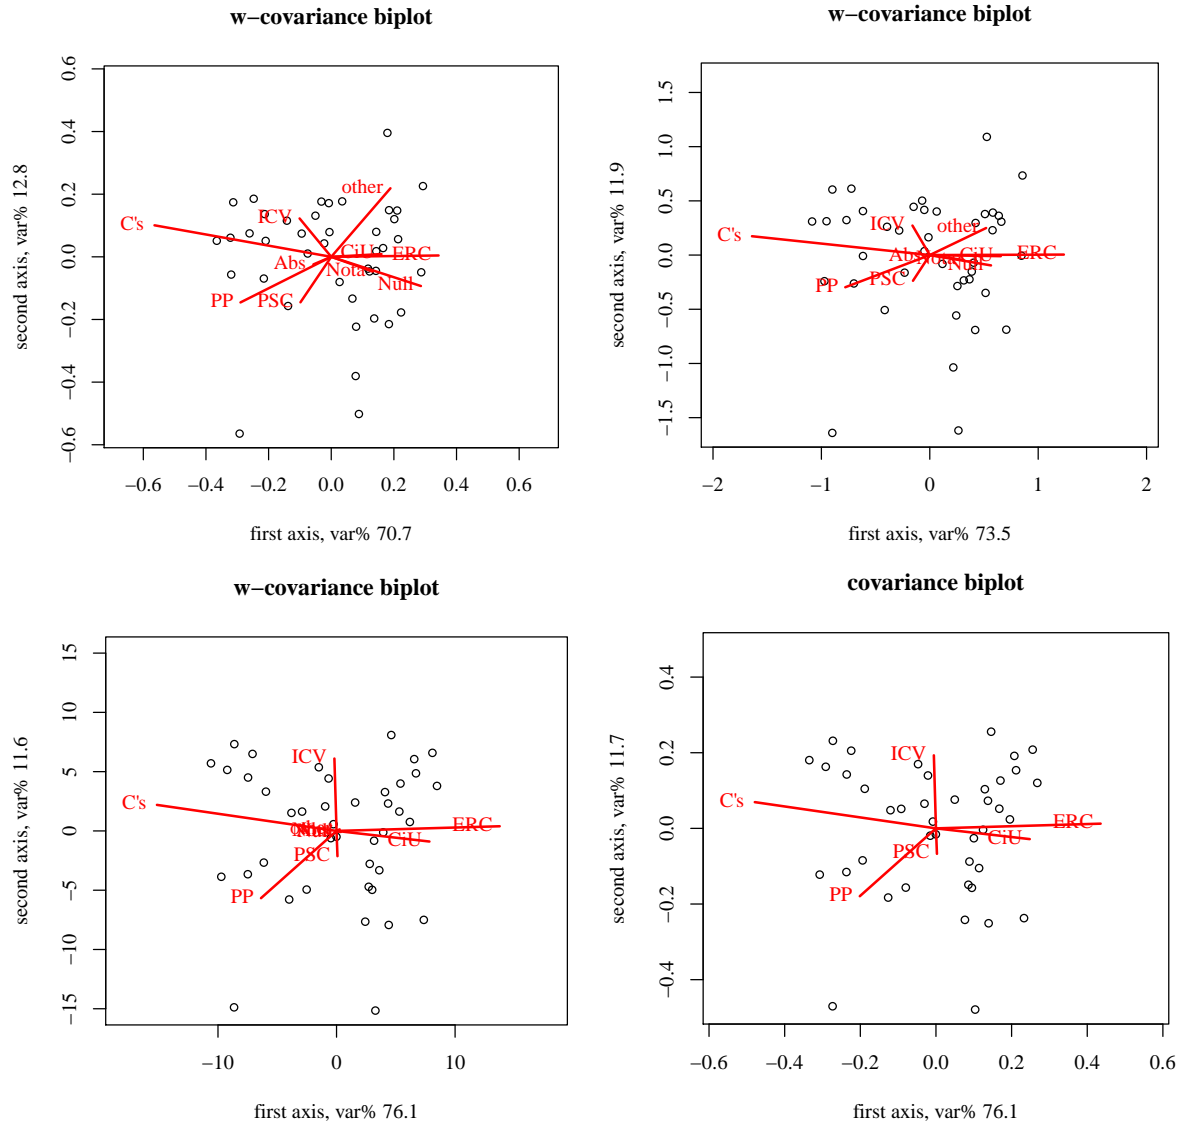 w−covariance biplot
second axis, var% 12.8
0.6
0.4
0.2
0.0
−0.2
−0.4
−0.6
other
C's
ICV
CiU
ERC
Abs
Nota
Null
PP
PSC
−0.6 −0.4 −0.2 0.0 0.2 0.4 0.6
first axis, var% 70.7
w−covariance biplot
second axis, var% 11.9
1.5
1.0
0.5
0.0
−0.5
−1.0
−1.5
ICV
other
C's
Abs
Nota
CiU
ERC
Null
PSC
PP
−2 −1 0 1 2
first axis, var% 73.5
w−covariance biplot
second axis, var% 11.6
15
10
5
0
−5
−10
−15
ICV
C's
ERC
CiU
PSC
PP
−10 0 10
first axis, var% 76.1
covariance biplot
second axis, var% 11.7
0.4
0.2
0.0
−0.2
−0.4
ICV
C's
ERC
CiU
PSC
PP
−0.6 −0.4 −0.2 0.0 0.2 0.4 0.6
first axis, var% 76.1